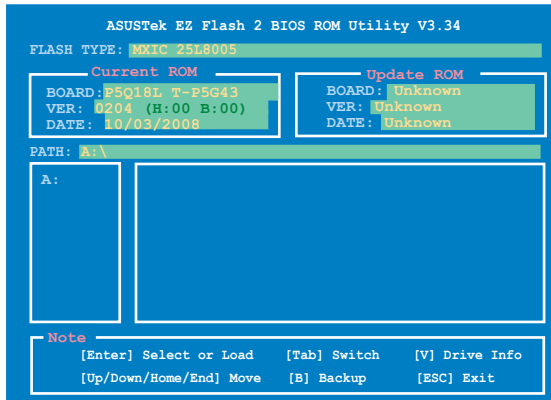 ASUSTek EZ Flash 2 BIOS ROM Utility V3.34
FLASH TYPE: MXIC 25L8005
Current ROM
BOARD:P5Q18L T-P5G43
VER: 0204 (H:00 B:00)
DATE: 10/03/2008
Update ROM
BOARD: Unknown
VER: Unknown
DATE: Unknown
PATH: A:\
A:
Note
[Enter] Select or Load [Tab] Switch [V] Drive Info
[Up/Down/Home/End] Move [B] Backup [ESC] Exit